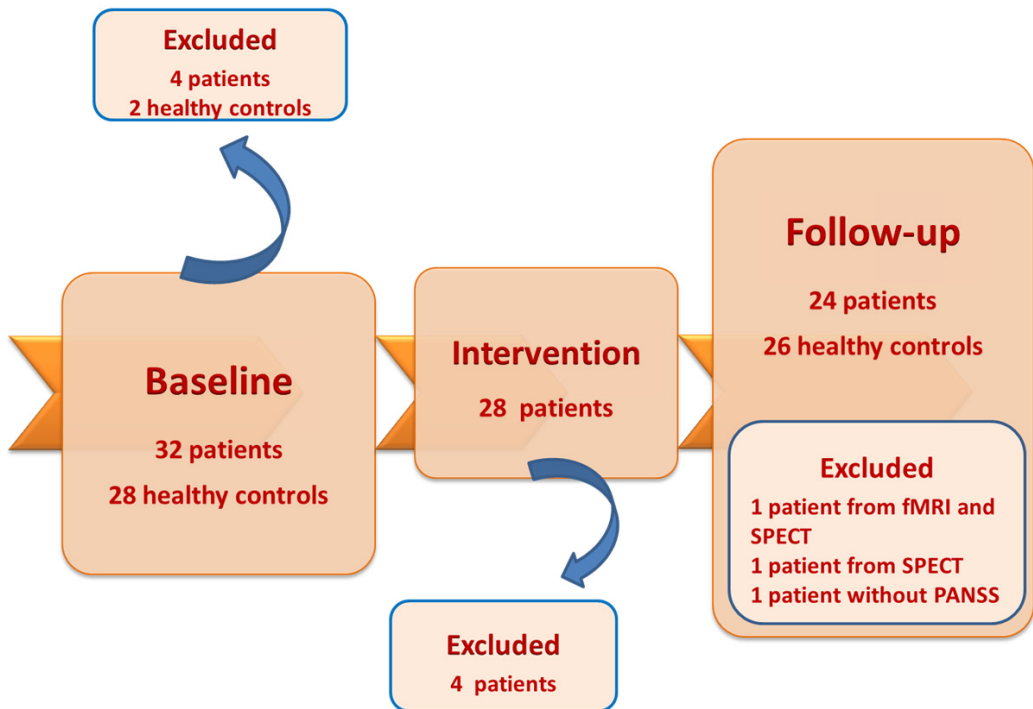 Excluded
4 patients
2 healthy controls
Baseline
32 patients
28 healthy controls
Intervention
28 patients
Excluded
4 patients
Follow-up
24 patients
26 healthy controls
Excluded
1 patient from fMRI and
SPECT
1 patient from SPECT
1 patient without PANSS